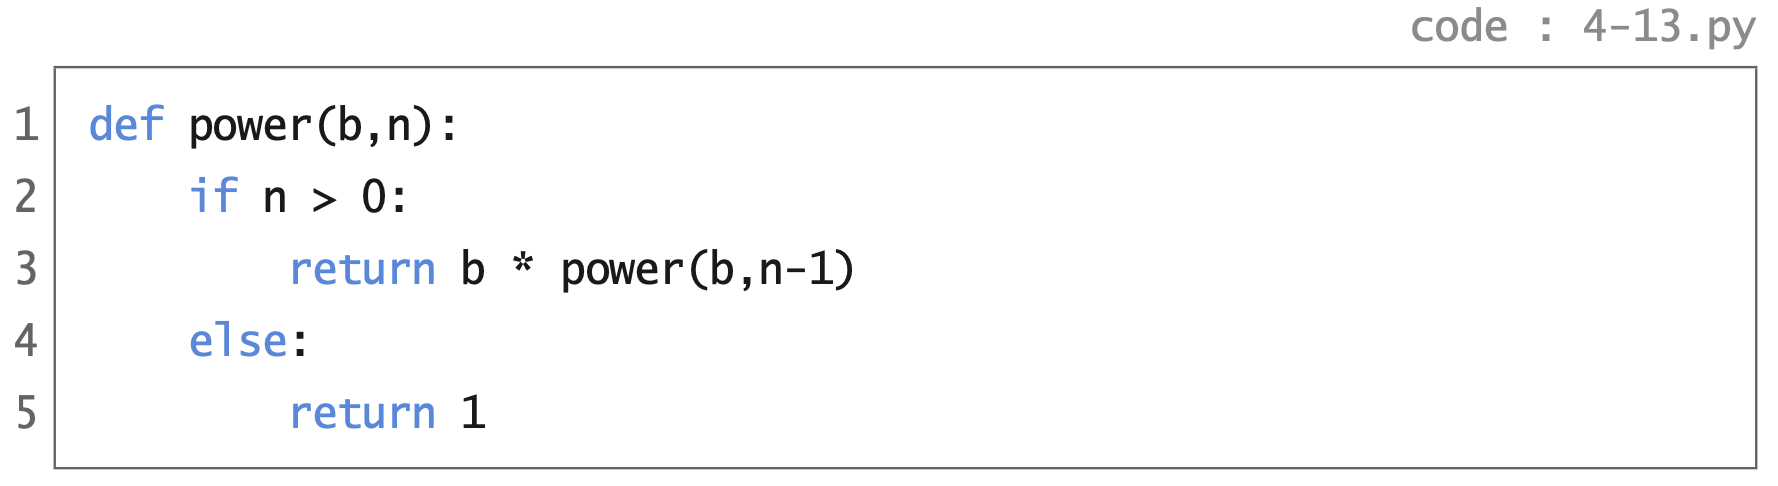 code : 4-13.py
1 def power(b,n):
2     if n > 0:
3         return b * power(b,n-1)
4     else:
5         return 1